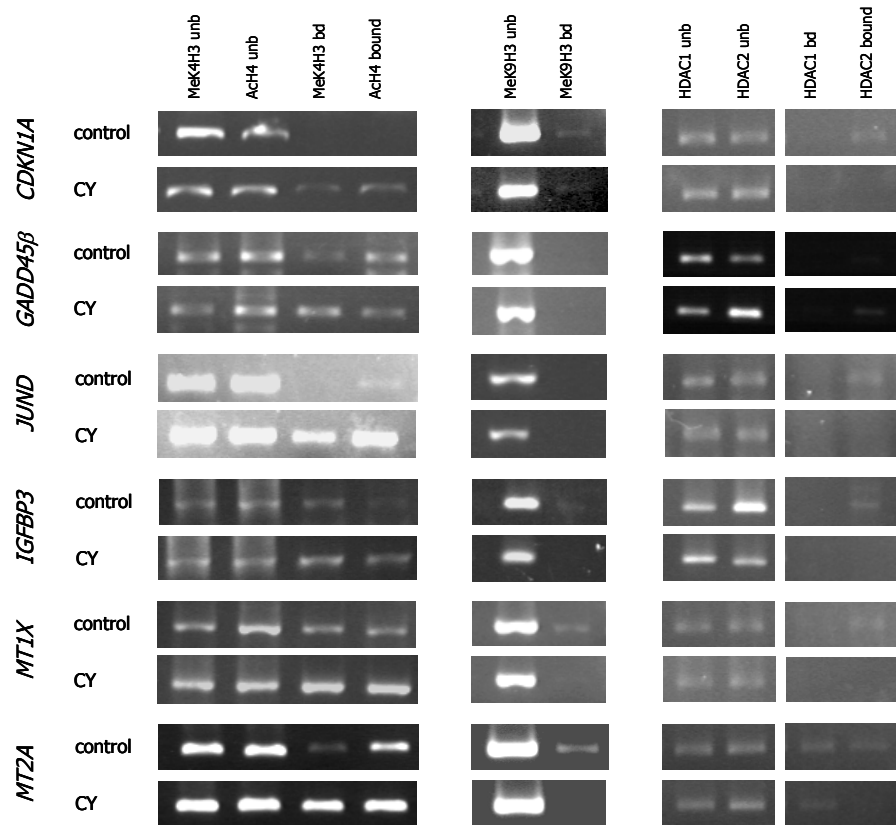 MeK4H3 unb
AcH4 unb
MeK4H3 bd
AcH4 bound
MeK9H3 unb
MeK9H3 bd
HDAC1 unb
HDAC2 unb
HDAC1 bd
HDAC2 bound
CDKN1A
control
CY
GADD45β
control
CY
JUND
control
CY
IGFBP3
control
CY
MT1X
control
CY
MT2A
control
CY